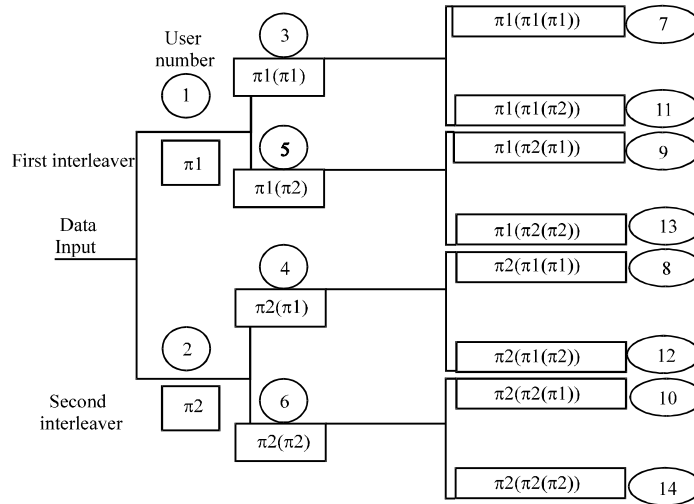 π1(π1(π1))
7
3
User
number
π1(π1)
1
π1(π1(π2)
11
5
π1(π2(π1)
9
First interleaver
π1
π1(π2)
Data
Input
π1(π2(π2))
13
4
π2(π1(π1)
8
π2(π1)
2
π2(π1(π2)
12
Second
interleaver
π2
6
π2(π2(π1)
10
π2(π2)
π2(π2(π2))
14